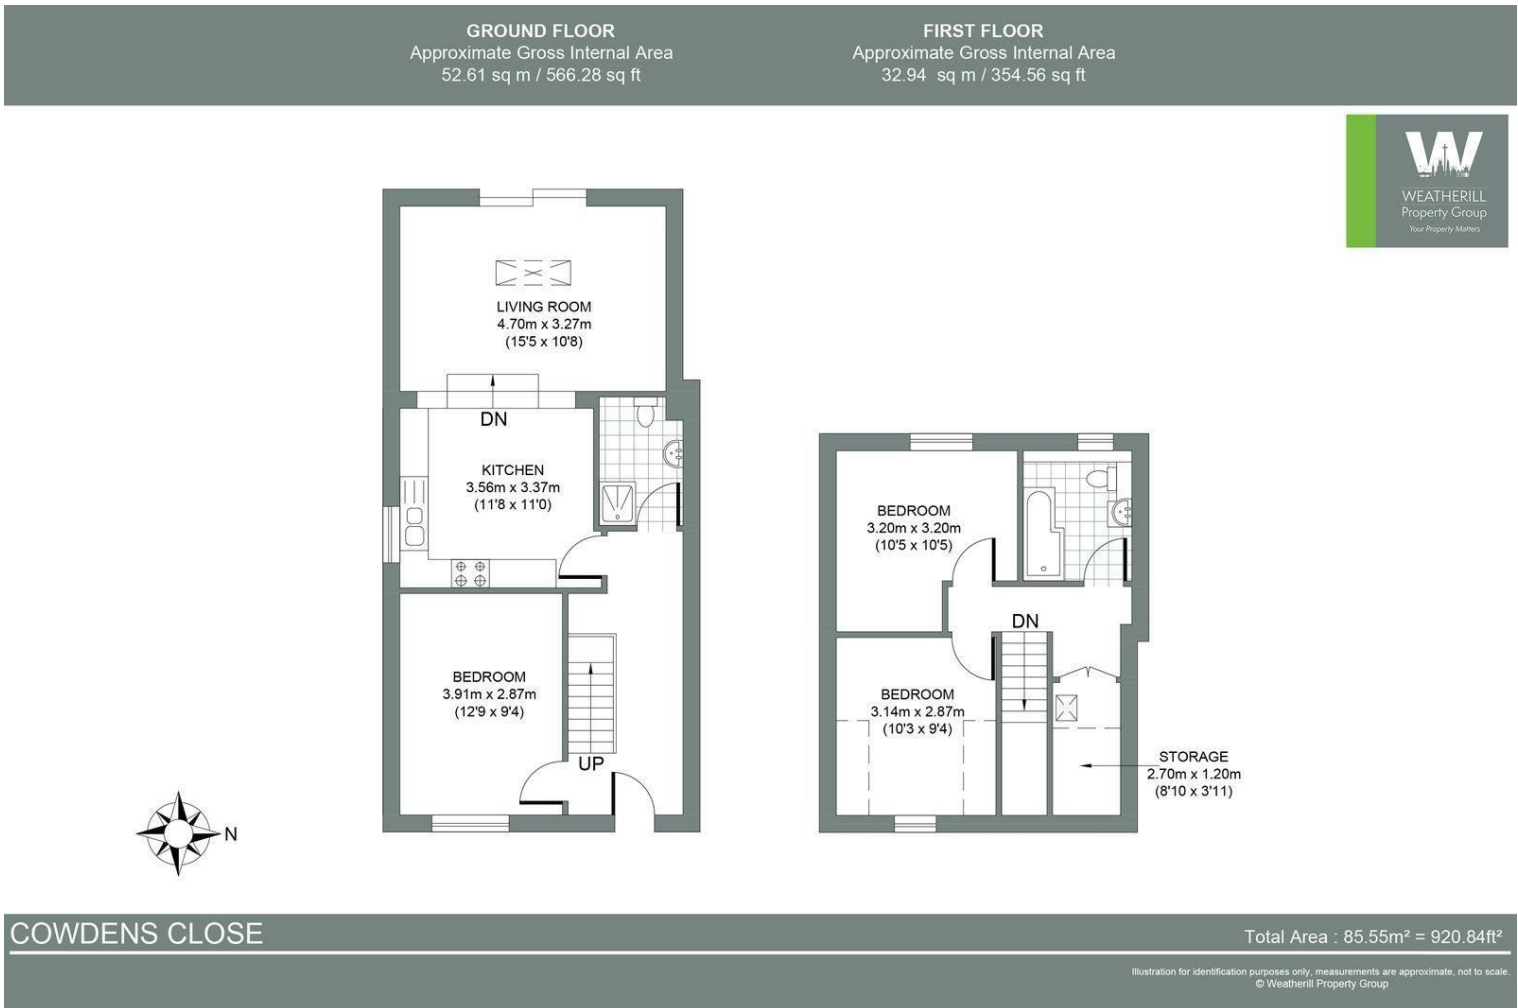 GROUND FLOOR
Approximate Gross Internal Area
52.61 sq m / 566.28 sq ft
FIRST FLOOR
Approximate Gross Internal Area
32.94 sq m / 354.56 sq ft
W
WEATHERILL
Property Group
Your Property Matters
LIVING ROOM
4.70m x 3.27m
(15'5 x 10'8)
DN
KITCHEN
3.56m x 3.37m
(11'8 x 11'0)
BEDROOM
3.91m x 2.87m
(12'9 x 9'4)
UP
BEDROOM
3.20m x 3.20m
(10'5 x 10'5)
DN
BEDROOM
3.14m x 2.87m
(10'3 x 9'4)
STORAGE
2.70m x 1.20m
(8'10 x 3'11)
N
COWDENS CLOSE
Total Area : 85.55m² = 920.84ft²
Illustration for identification purposes only, measurements are approximate, not to scale.
© Weatherill Property Group